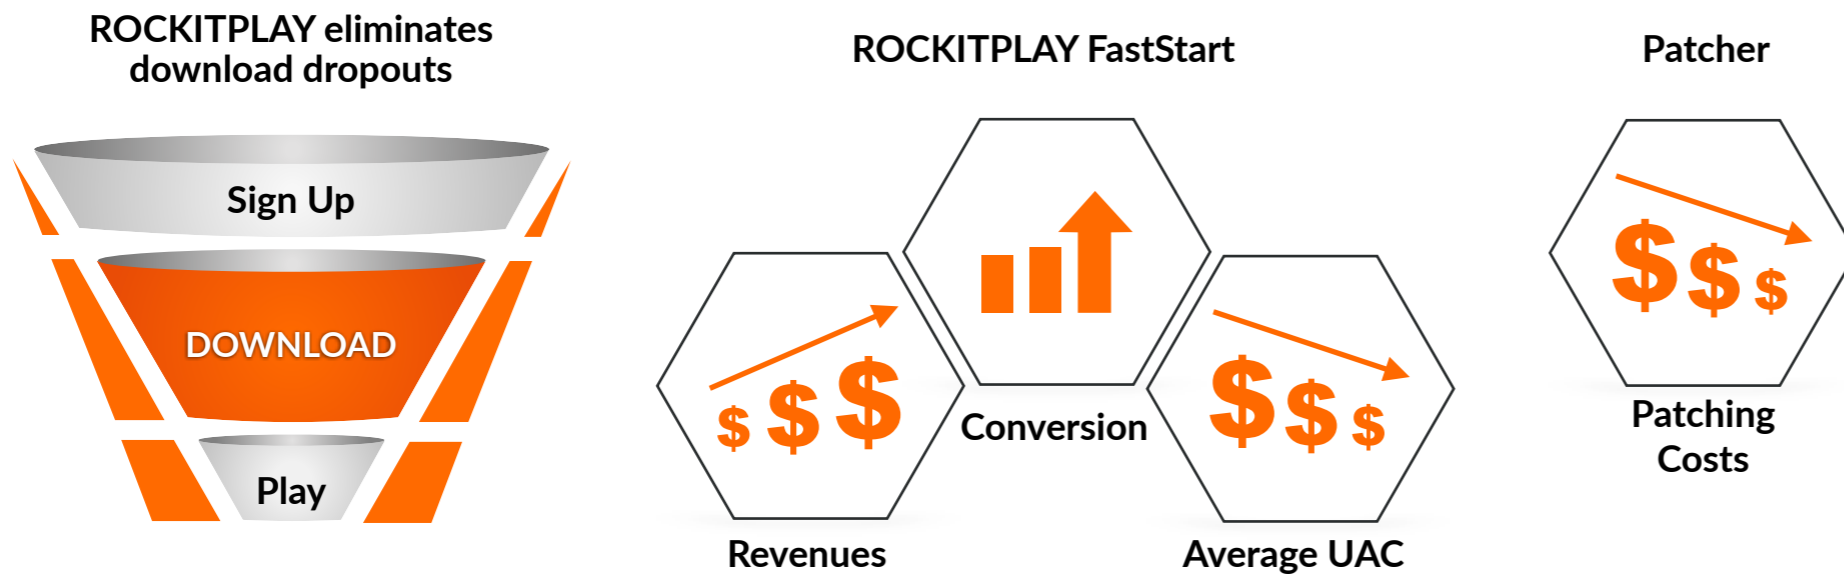 ROCKITPLAY eliminates
download dropouts
Sign Up
DOWNLOAD
Play
ROCKITPLAY FastStart
$ $ $
Revenues
Conversion
$ $ $
Average UAC
Patcher
$ $ $
Patching
Costs